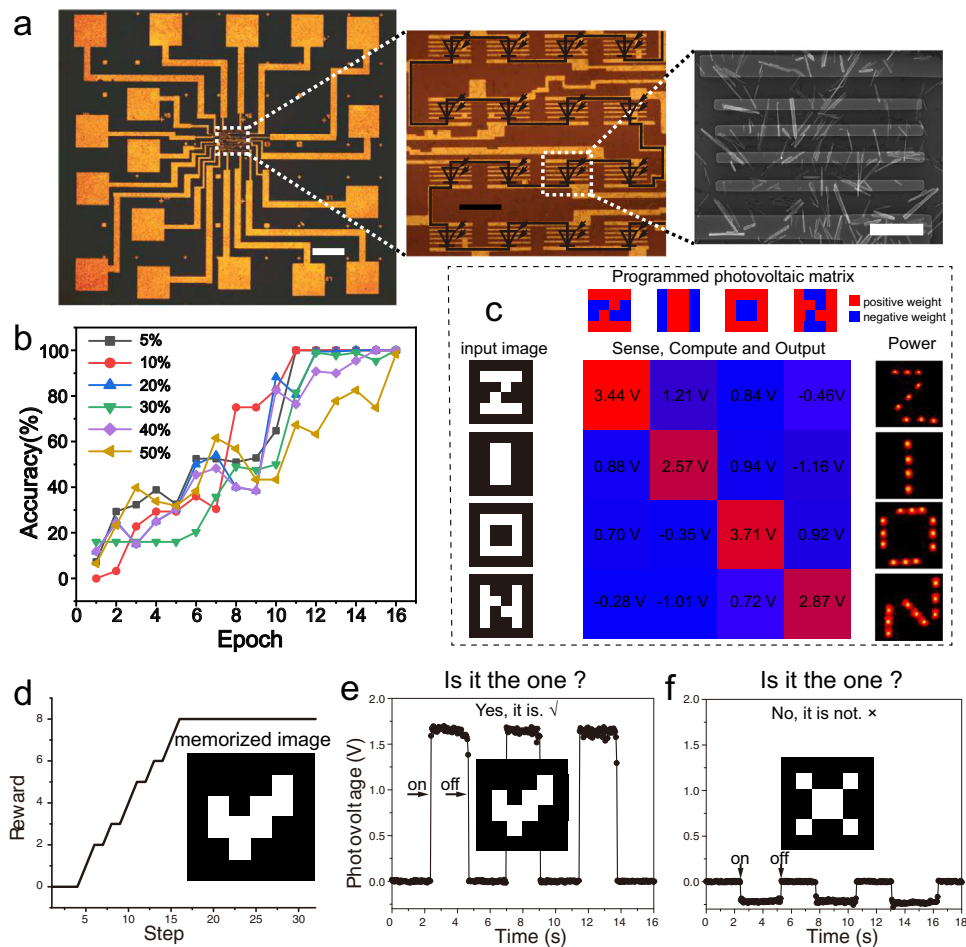 a
b
100
80
60
40
20
0
Accuracy(%)
5%
10%
20%
30%
40%
50%
0 2 4 6 8 10 12 14 16
Epoch
c
Programmed photovoltaic matrix
positive weight
negative weight
input image
Sense, Compute and Output
Power
3.44 V 1.21 V 0.84 V -0.46V
0.88 V 2.57 V 0.94 V -1.16 V
0.70 V -0.35 V 3.71 V 0.92 V
-0.28 V -1.01 V 0.72 V 2.87 V
d
8
6
4
2
0
Reward
memorized image
5 10 15 20 25 30
Step
e
Is it the one ?
2.0
1.5
1.0
0.5
0.0
Photovoltage (V)
Yes, it is. √
on off
0 2 4 6 8 10 12 14 16
Time (s)
f
Is it the one ?
2.0
1.5
1.0
0.5
0.0
No, it is not. ×
on off
0 2 4 6 8 10 12 14 16 18
Time (s)